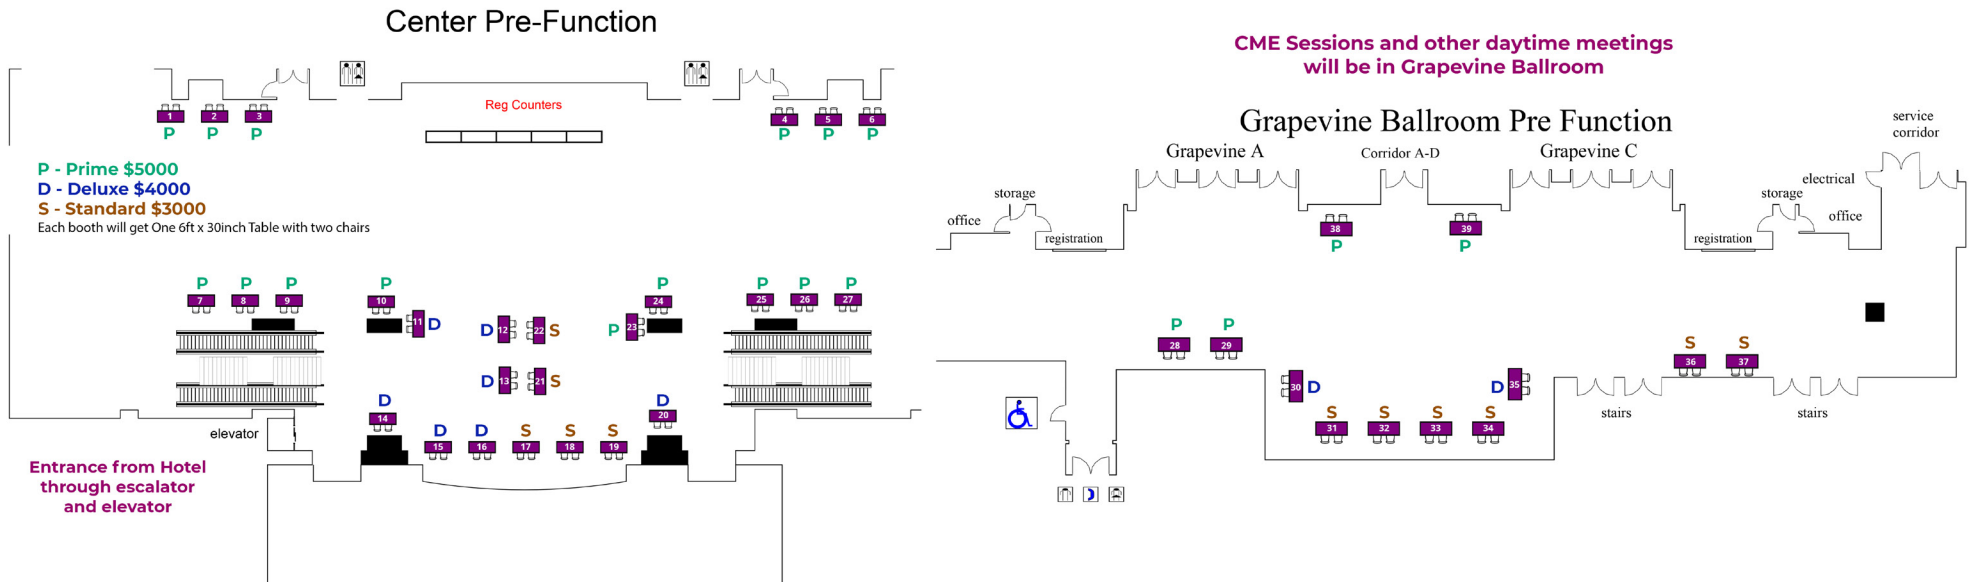 Center Pre-Function
Reg Counters
1 2 3
P P P
4 5 6
P P P
P - Prime $5000
D - Deluxe $4000
S - Standard $3000
Each booth will get One 6ft x 30inch Table with two chairs
P P P P P P P P
7 8 9 10 24 25 26 27
11 D D 12 22 S P 23
D 13 21 S
D D
14 20
D D S S S
15 16 17 18 19
elevator
Entrance from Hotel
through escalator
and elevator
CME Sessions and other daytime meetings
will be in Grapevine Ballroom
Grapevine Ballroom Pre Function
service
corridor
Grapevine A
Corridor A-D
Grapevine C
electrical
storage
storage
office
office
registration
registration
38 39
P P
P P
28 29
S S
36 37
30 D D 35
S S S S
31 32 33 34
stairs
stairs